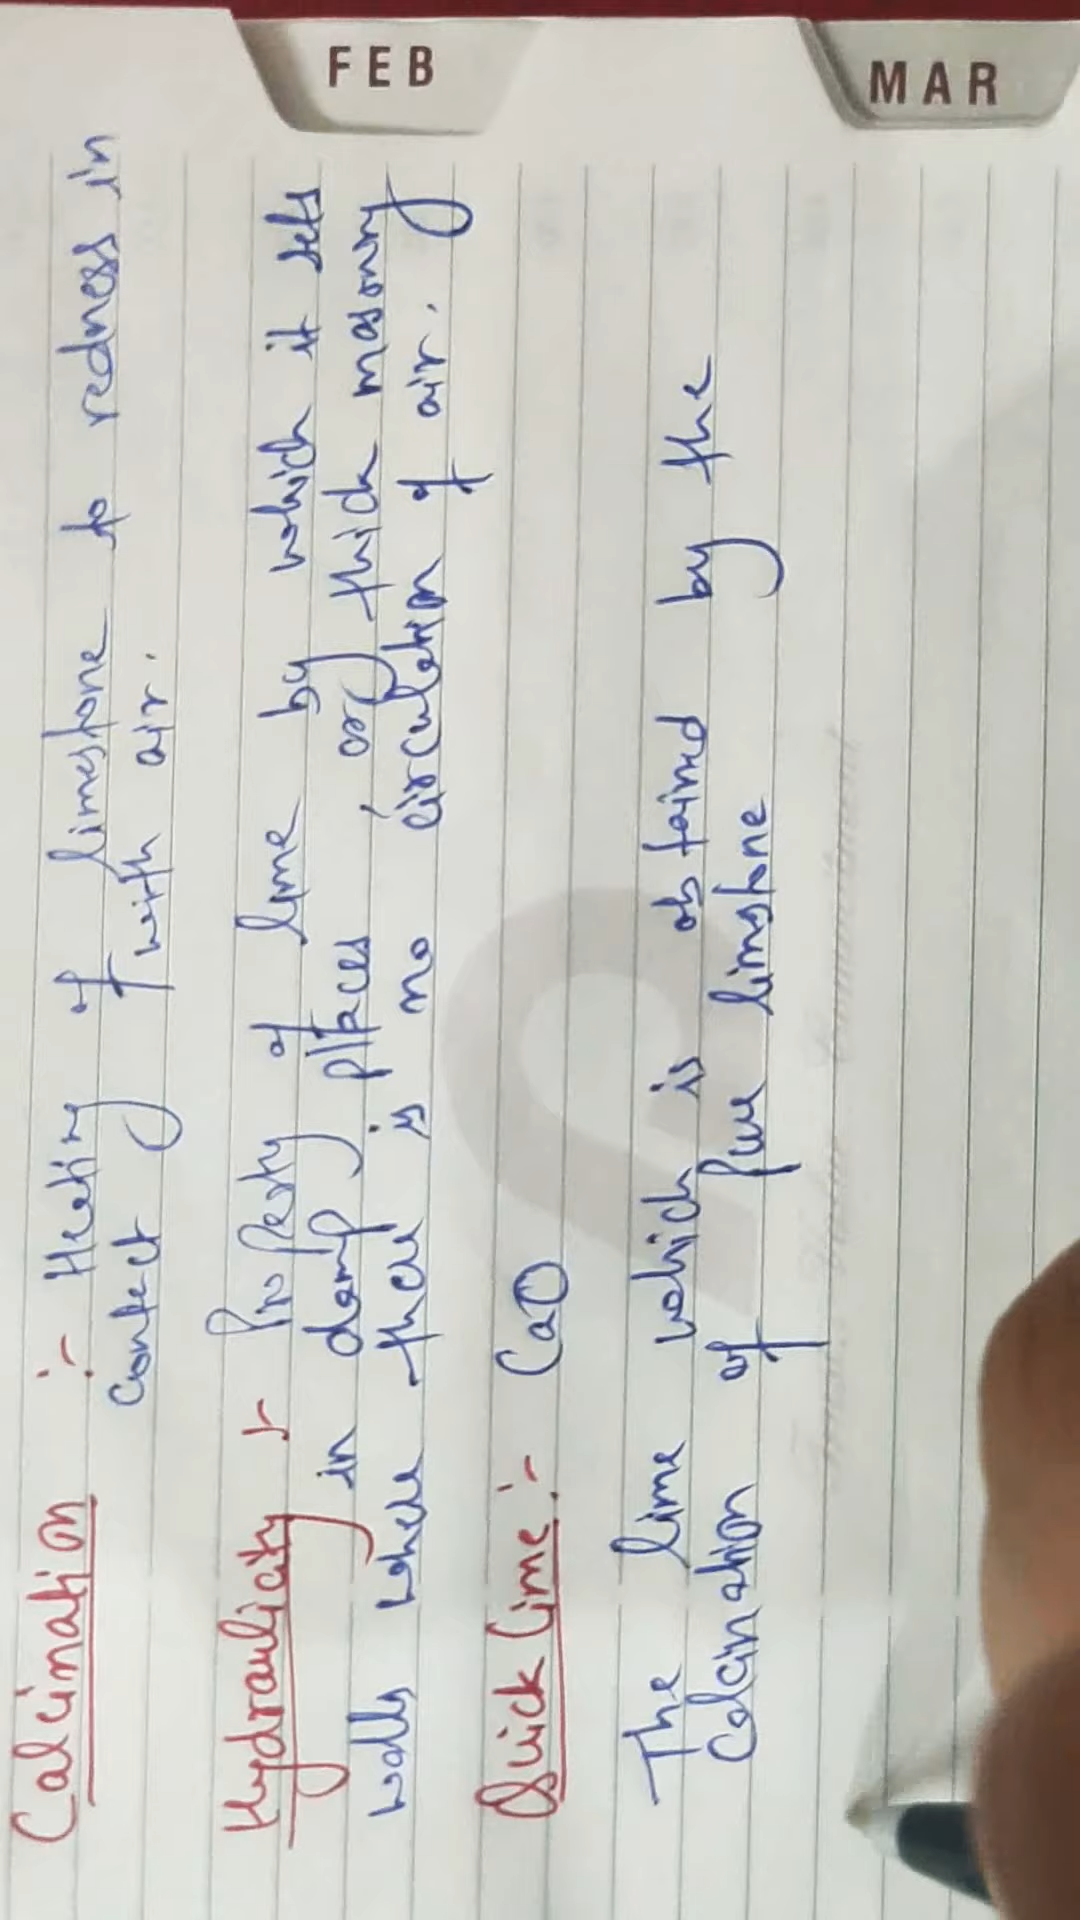 FEB
MAR
Calcination :- Heating of limestone to redness in
contact with air.
Hydraulicity :- Property of lime by which it sets
in damp places, or thick masonry
walls where there is no circulation of air.
Quick Lime :- CaO
The lime which is obtained by the
Calcination of pure limstone